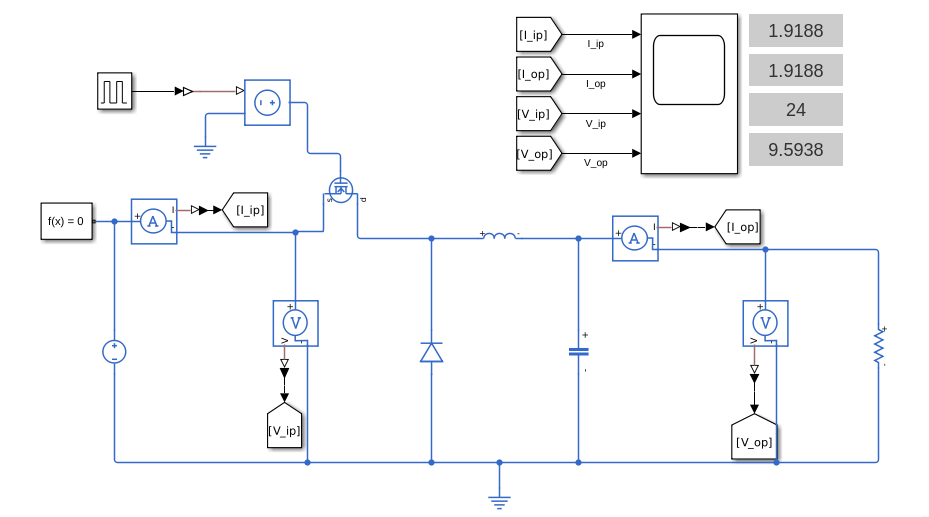 [I_ip]
I_ip
1.9188
[I_op]
I_op
1.9188
[V_ip]
V_ip
24
[V_op]
V_op
9.5938
s
d
f(x) = 0
+
A
I
-
[I_ip]
+
-
+
A
I
-
[I_op]
+
V
V
-
[V_ip]
+
-
+
V
V
-
[V_op]
+
-